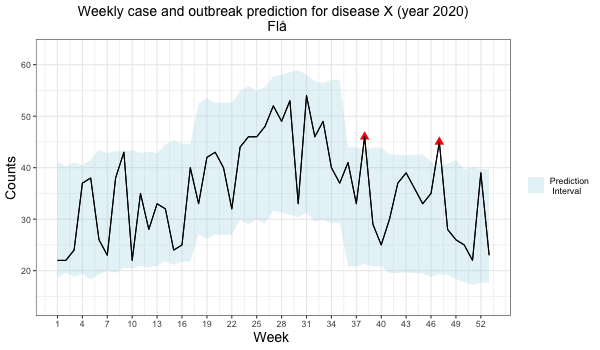 Weekly case and outbreak prediction for disease X (year 2020)
Flå
60
50
40
30
20
Counts
1 4 7 10 13 16 19 22 25 28 31 34 37 40 43 46 49 52
Week
Prediction
Interval